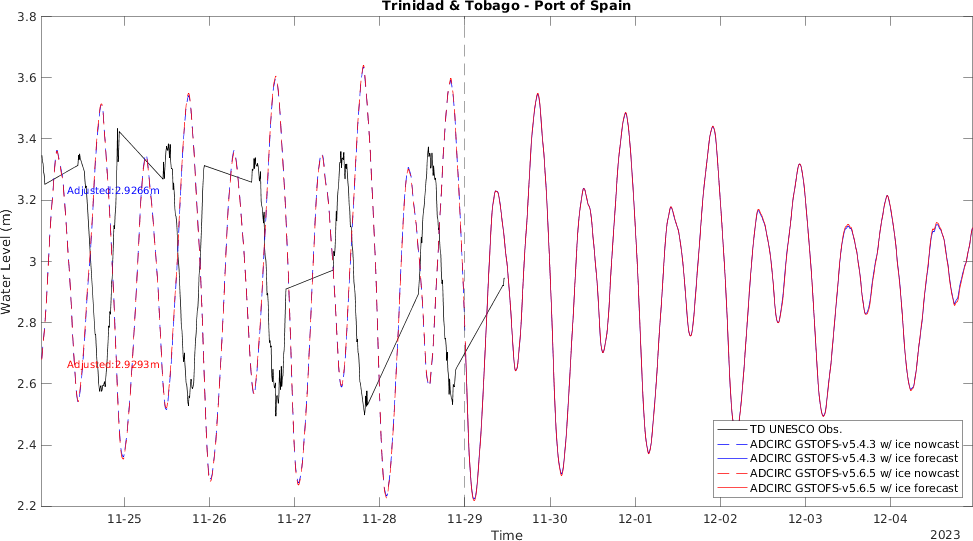 Trinidad & Tobago - Port of Spain
3.8
3.6
3.4
3.2
3
2.8
2.6
2.4
2.2
Water Level (m)
Adjusted:2.9266m
Adjusted:2.9293m
TD UNESCO Obs.
ADCIRC GSTOFS-v5.4.3 w/ ice nowcast
ADCIRC GSTOFS-v5.4.3 w/ ice forecast
ADCIRC GSTOFS-v5.6.5 w/ ice nowcast
ADCIRC GSTOFS-v5.6.5 w/ ice forecast
11-25 11-26 11-27 11-28 11-29 11-30 12-01 12-02 12-03 12-04
Time
2023